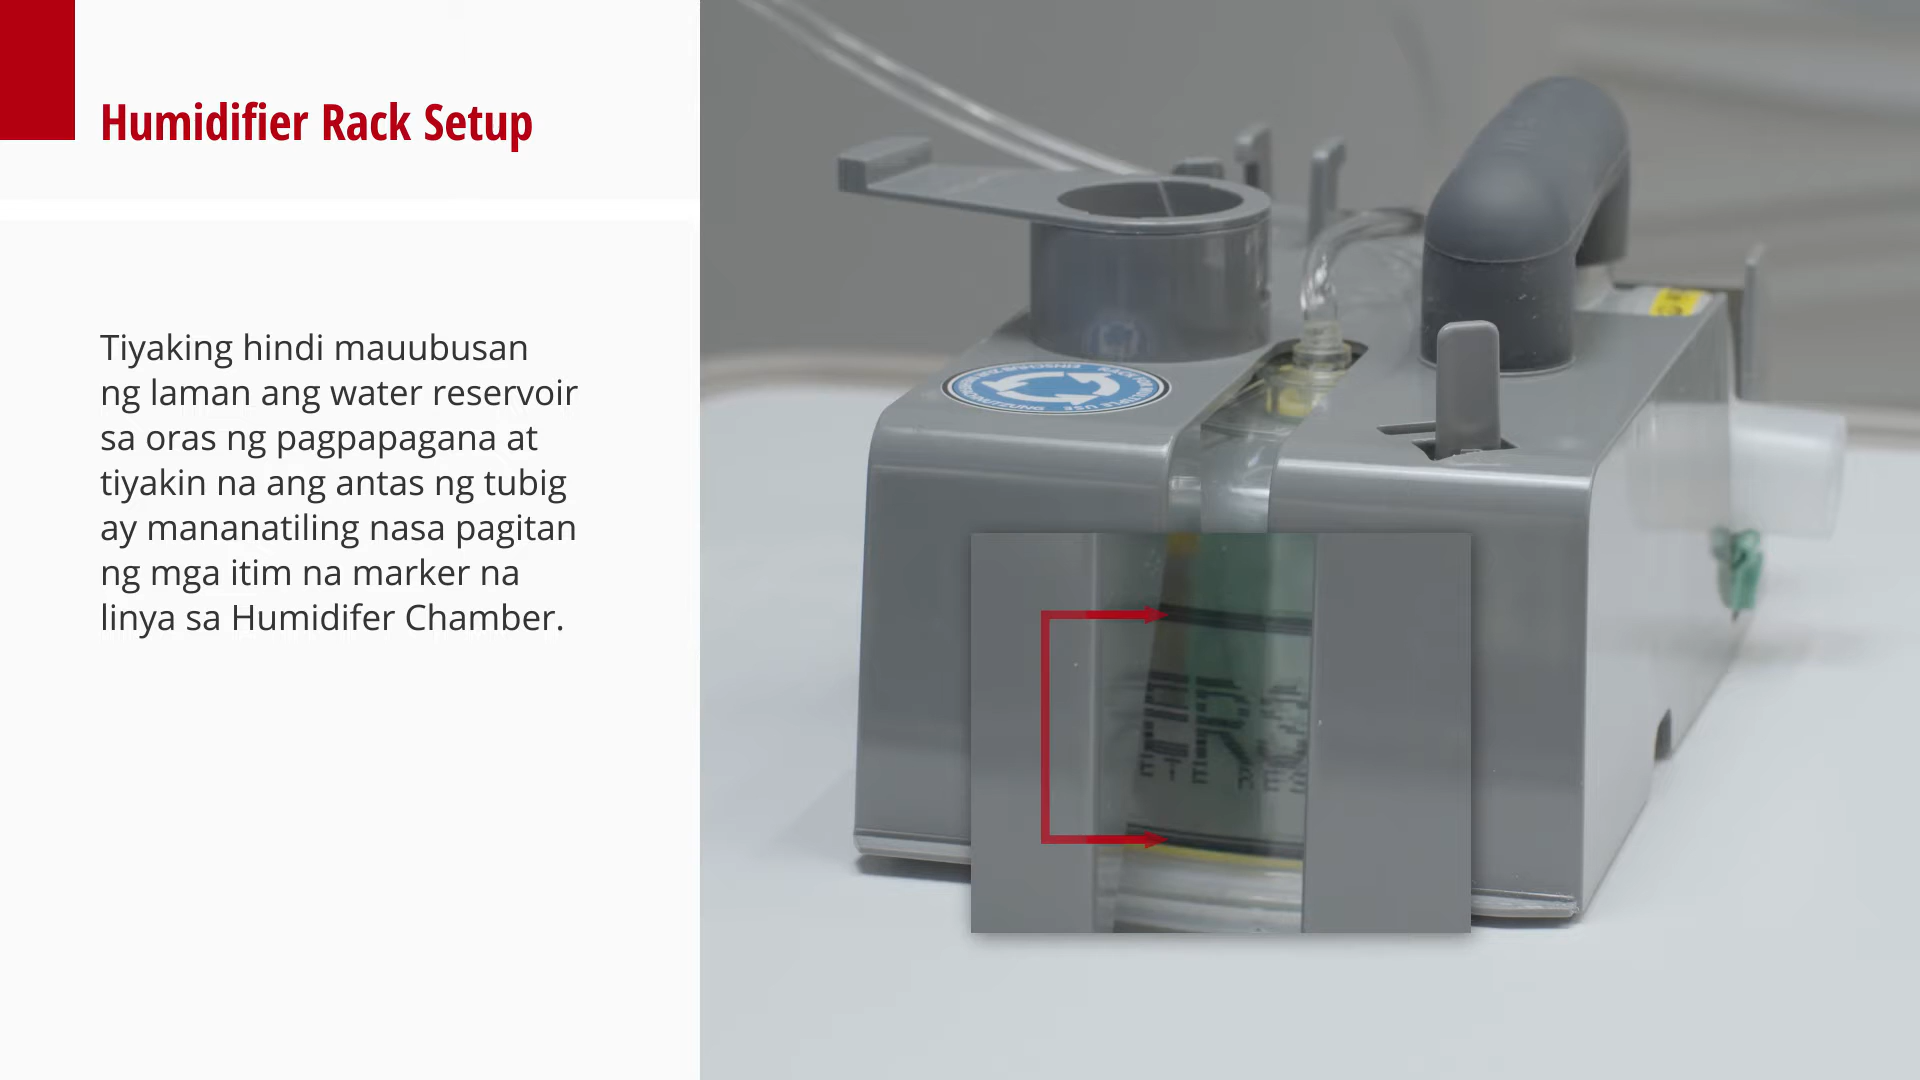 Humidifier Rack Setup
Tiyaking hindi mauubusan
ng laman ang water reservoir
sa oras ng pagpapagana at
tiyakin na ang antas ng tubig
ay mananatiling nasa pagitan
ng mga itim na marker na
linya sa Humidifer Chamber.